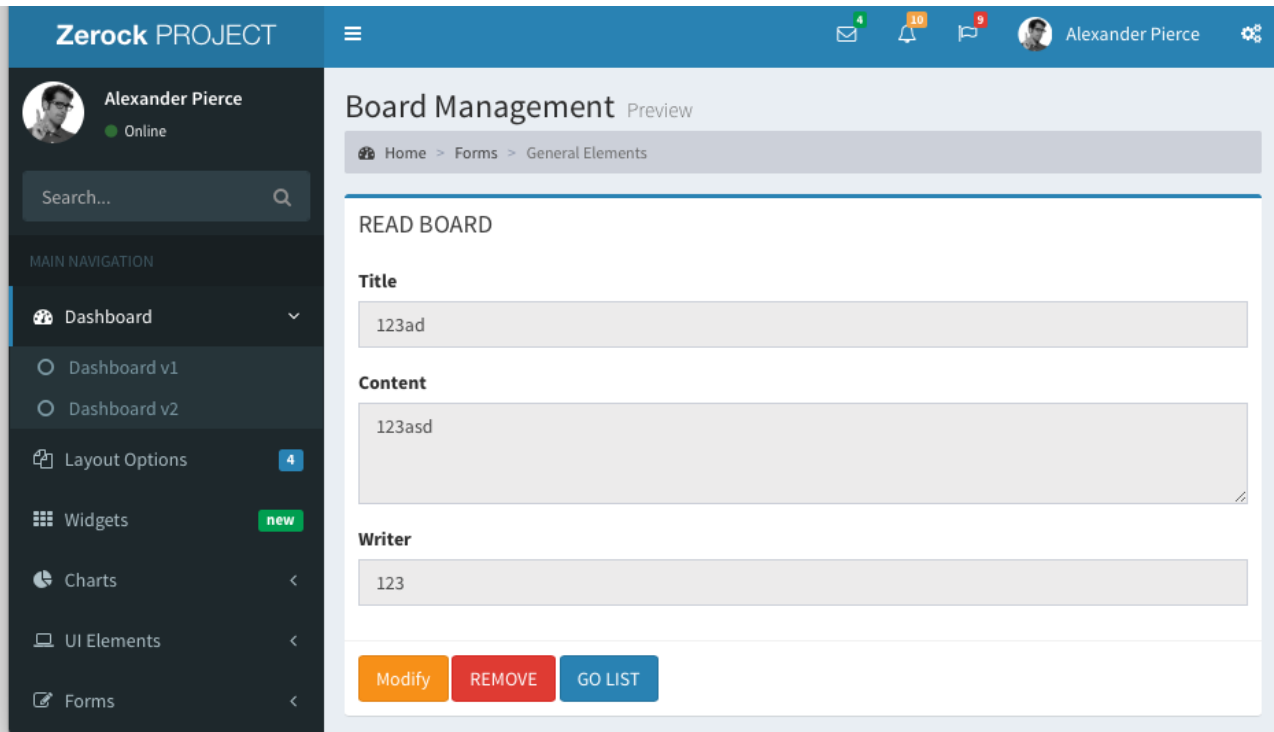 Zerock PROJECT
4
10
9
Alexander Pierce
Alexander Pierce
Online
Search...
MAIN NAVIGATION
Dashboard
Dashboard v1
Dashboard v2
Layout Options 4
Widgets new
Charts
UI Elements
Forms
Board Management Preview
Home > Forms > General Elements
READ BOARD
Title
123ad
Content
123asd
Writer
123
Modify REMOVE GO LIST